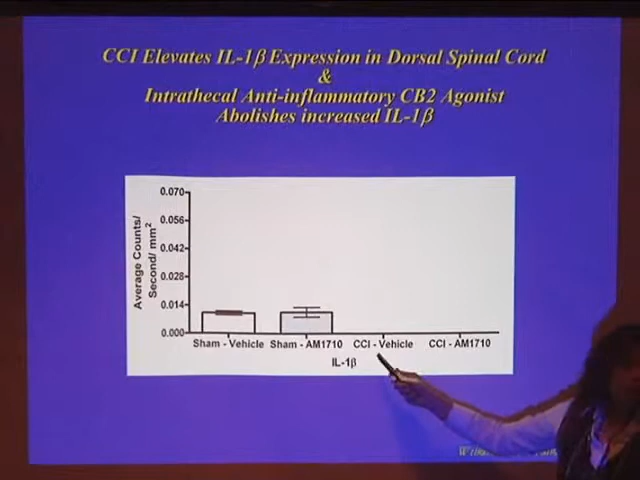 CCI Elevates IL-1β Expression in Dorsal Spinal Cord
&
Intrathecal Anti-inflammatory CB2 Agonist
Abolishes increased IL-1β
Average Counts/
Second/ mm²
0.070
0.056
0.042
0.028
0.014
0.000
Sham - Vehicle Sham - AM1710 CCI - Vehicle CCI - AM1710
IL-1β